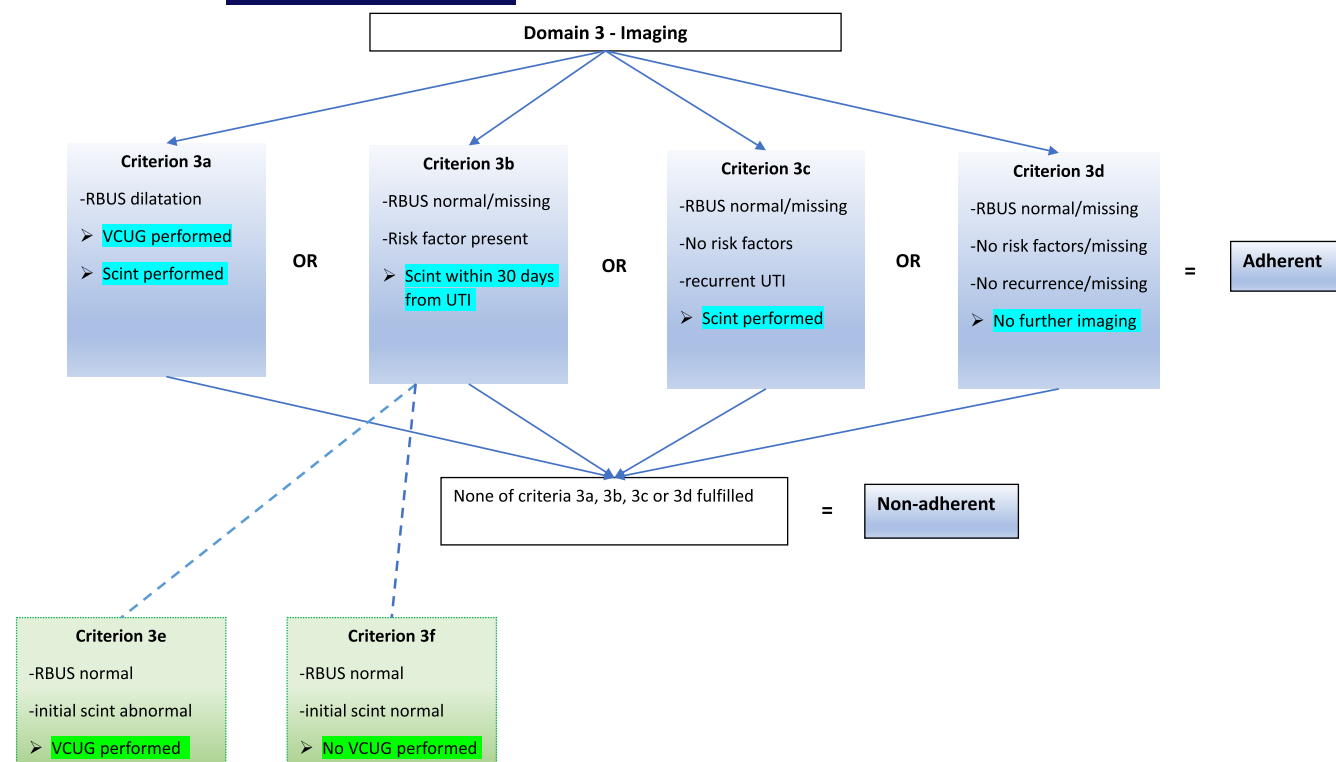 Domain 3 - Imaging
Criterion 3a
-RBUS dilatation
➢ VCUG performed
➢ Scint performed
OR
Criterion 3b
-RBUS normal/missing
-Risk factor present
➢ Scint within 30 days
from UTI
OR
Criterion 3c
-RBUS normal/missing
-No risk factors
-recurrent UTI
➢ Scint performed
OR
Criterion 3d
-RBUS normal/missing
-No risk factors/missing
-No recurrence/missing
➢ No further imaging
=
Adherent
None of criteria 3a, 3b, 3c or 3d fulfilled
=
Non-adherent
Criterion 3e
-RBUS normal
-initial scint abnormal
➢ VCUG performed
Criterion 3f
-RBUS normal
-initial scint normal
➢ No VCUG performed